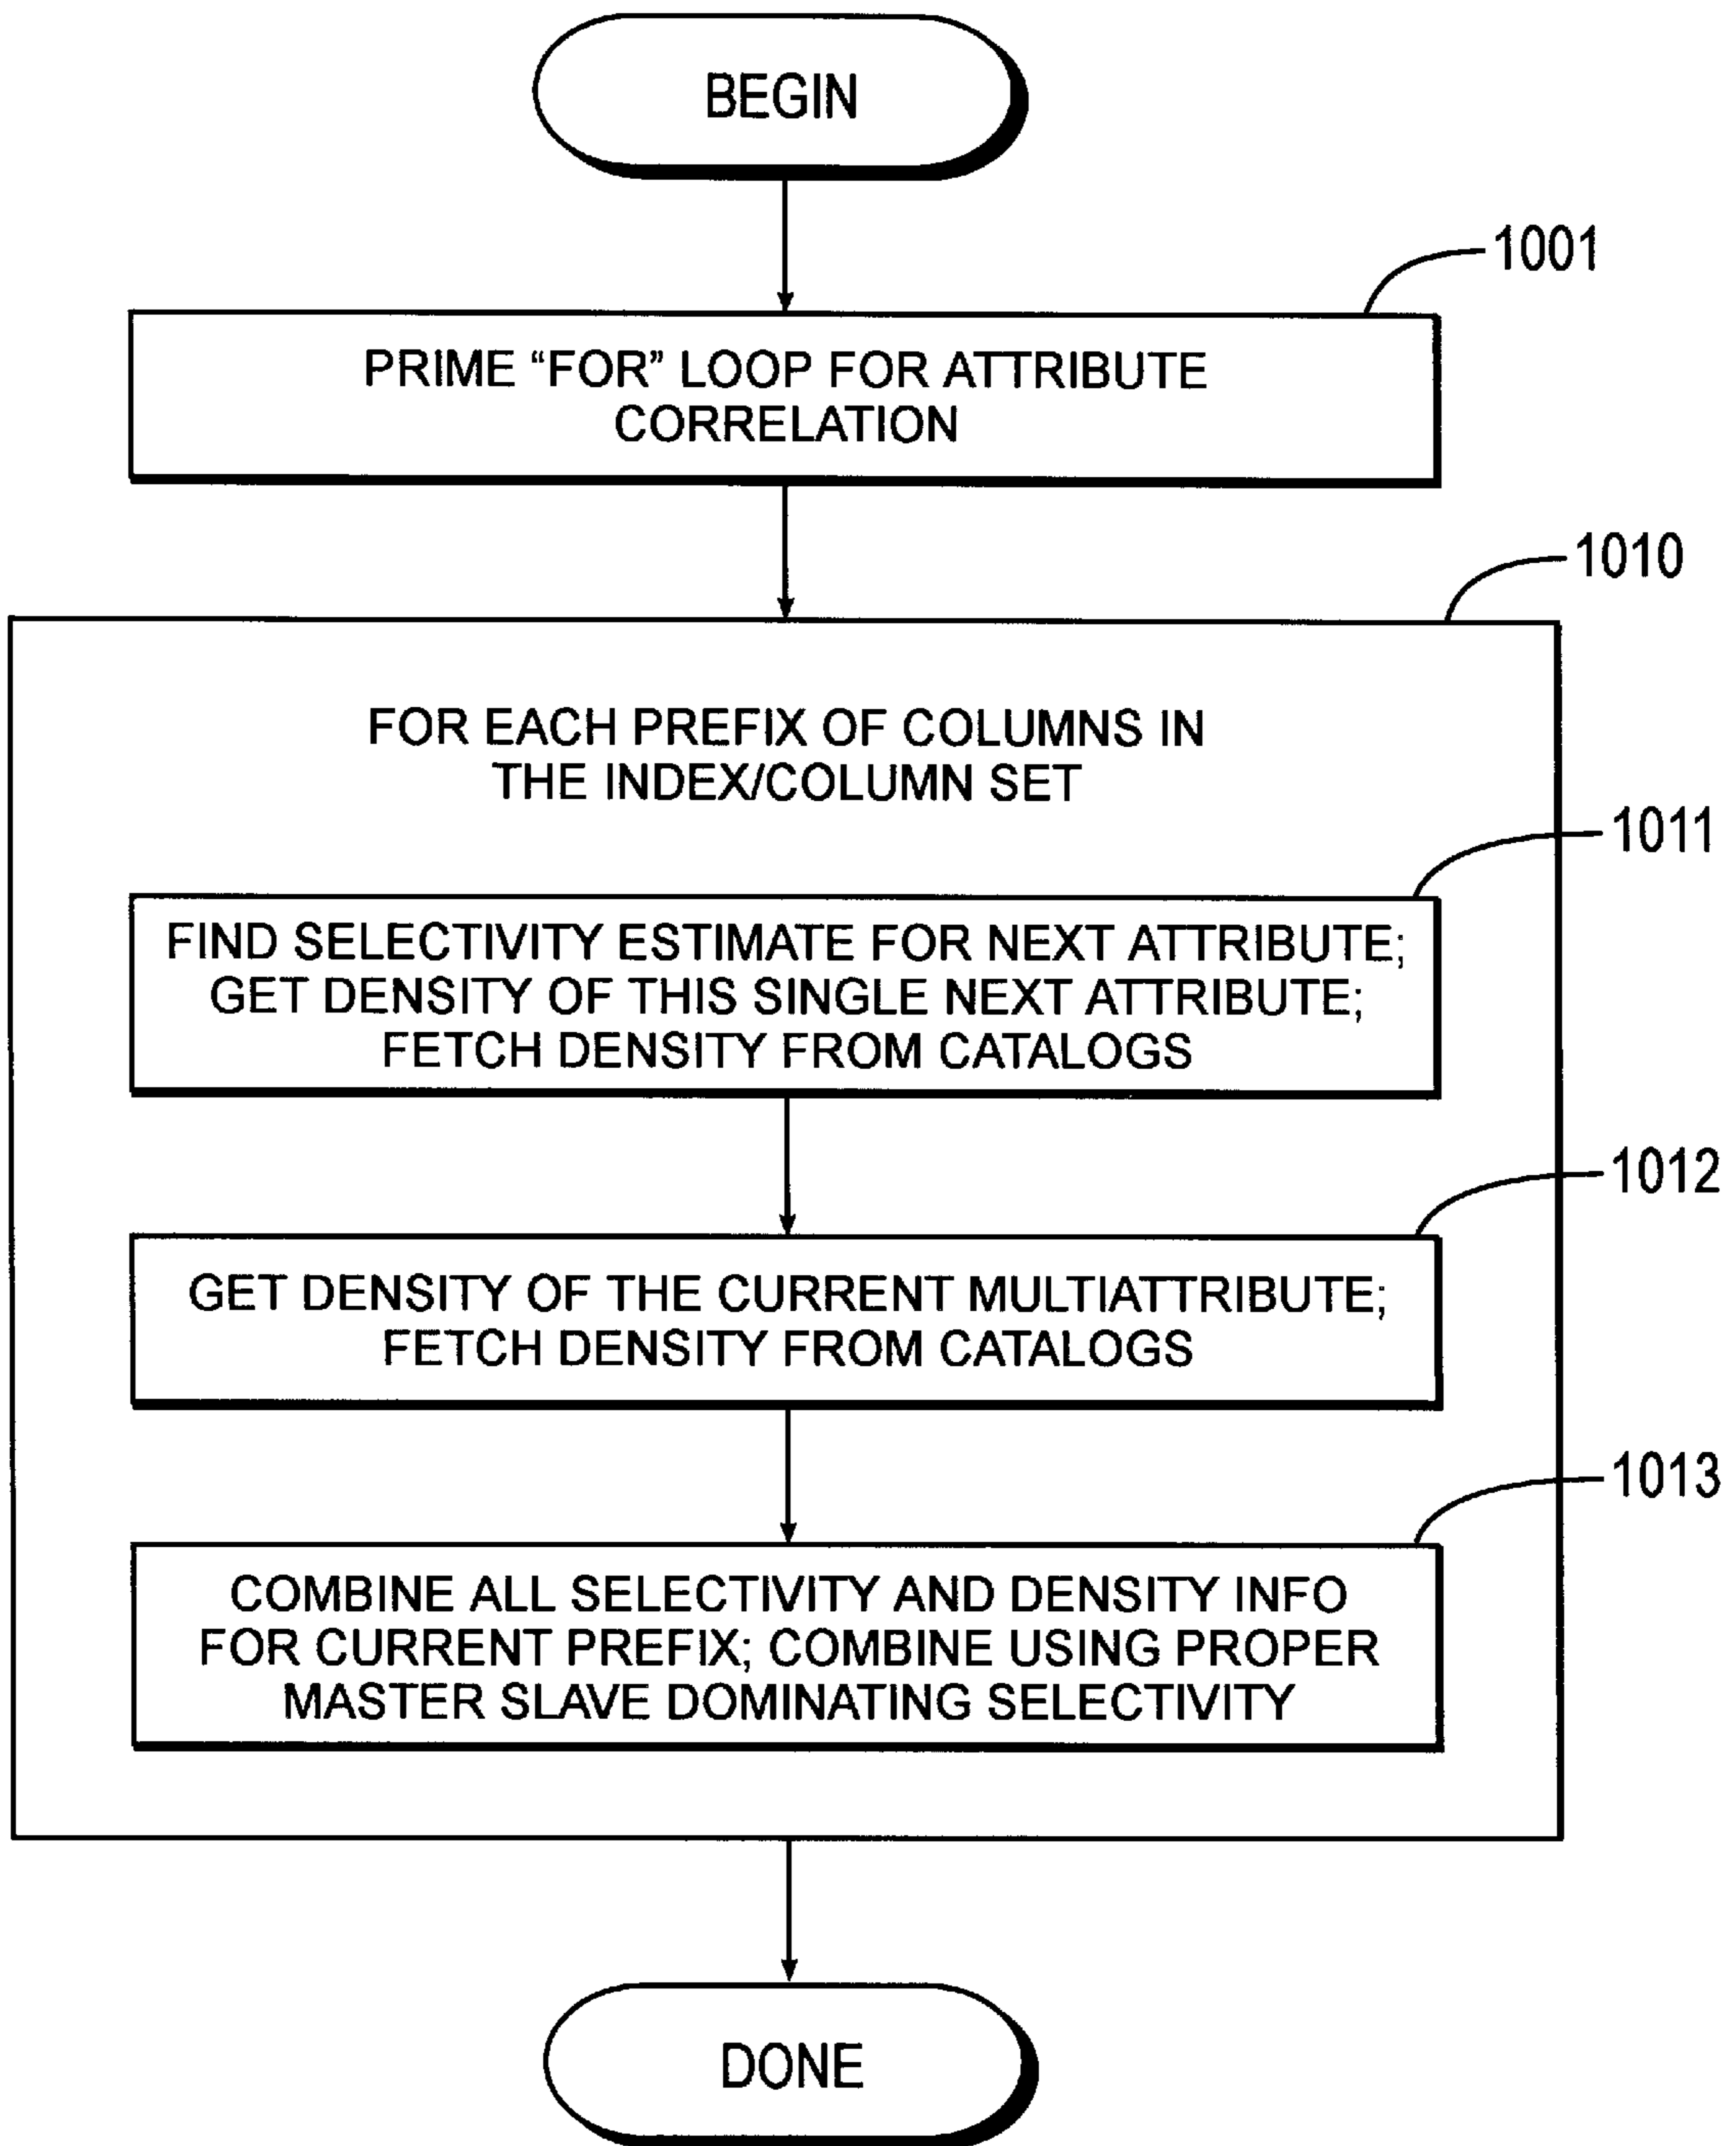 BEGIN
1001
PRIME “FOR” LOOP FOR ATTRIBUTE
CORRELATION
1010
FOR EACH PREFIX OF COLUMNS IN
THE INDEX/COLUMN SET
1011
FIND SELECTIVITY ESTIMATE FOR NEXT ATTRIBUTE;
GET DENSITY OF THIS SINGLE NEXT ATTRIBUTE;
FETCH DENSITY FROM CATALOGS
1012
GET DENSITY OF THE CURRENT MULTIATTRIBUTE;
FETCH DENSITY FROM CATALOGS
1013
COMBINE ALL SELECTIVITY AND DENSITY INFO
FOR CURRENT PREFIX; COMBINE USING PROPER
MASTER SLAVE DOMINATING SELECTIVITY
DONE